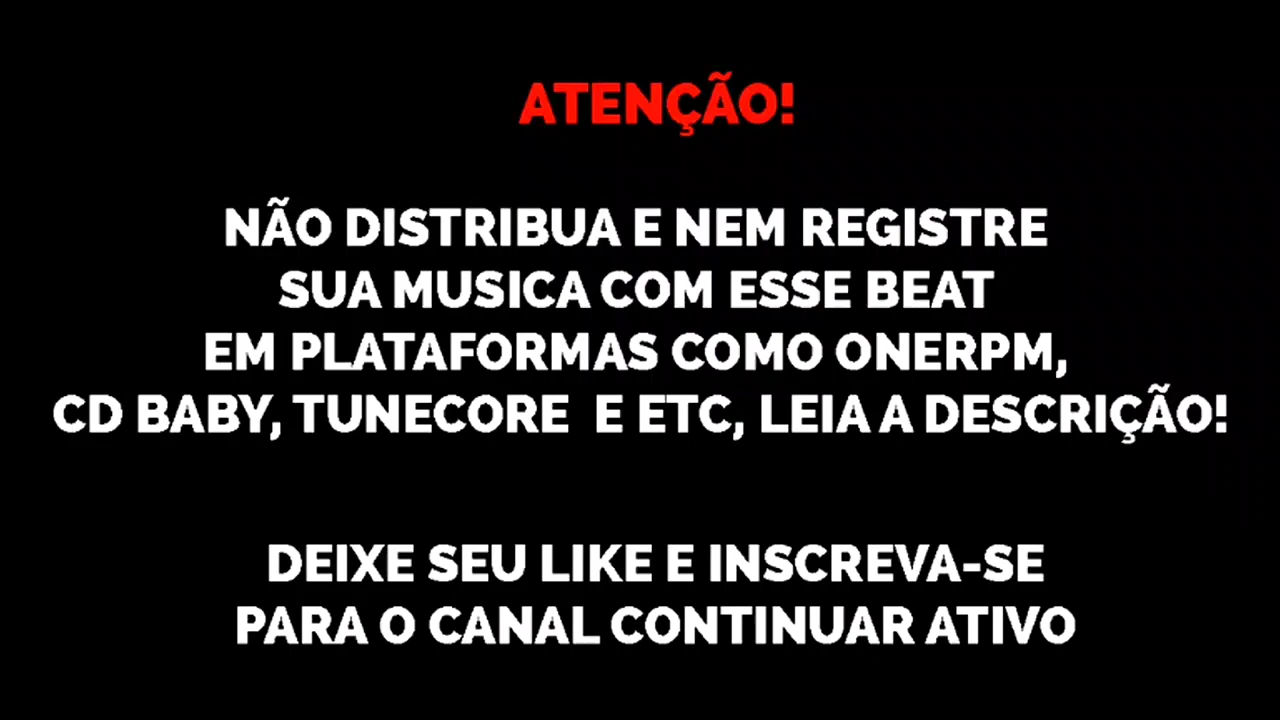 ATENÇÃO!
NÃO DISTRIBUA E NEM REGISTRE
SUA MUSICA COM ESSE BEAT
EM PLATAFORMAS COMO ONERPM,
CD BABY, TUNECORE E ETC, LEIA A DESCRIÇÃO!
DEIXE SEU LIKE E INSCREVA-SE
PARA O CANAL CONTINUAR ATIVO